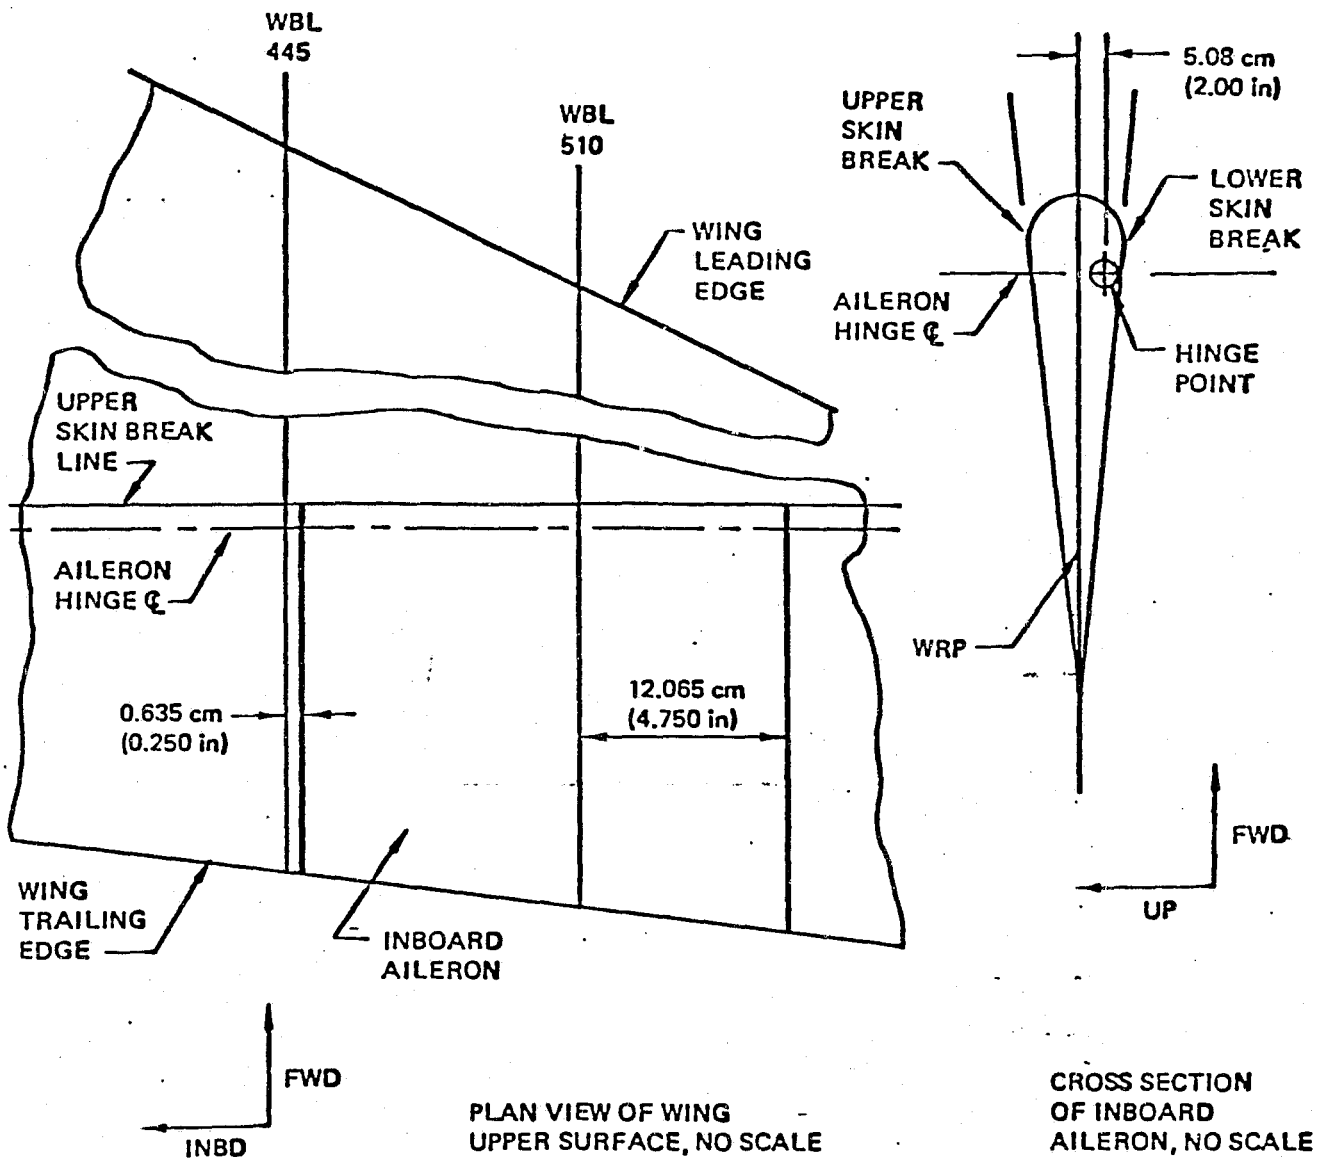 WBL
445
WBL
510
WING
LEADING
EDGE
UPPER
SKIN BREAK
LINE
AILERON
HINGE ℄
0.635 cm
(0.250 in)
12.065 cm
(4.750 in)
WING
TRAILING
EDGE
INBOARD
AILERON
FWD
INBD
PLAN VIEW OF WING
UPPER SURFACE, NO SCALE
5.08 cm
(2.00 in)
UPPER
SKIN
BREAK
LOWER
SKIN
BREAK
AILERON
HINGE ℄
HINGE
POINT
WRP
FWD
UP
CROSS SECTION
OF INBOARD
AILERON, NO SCALE